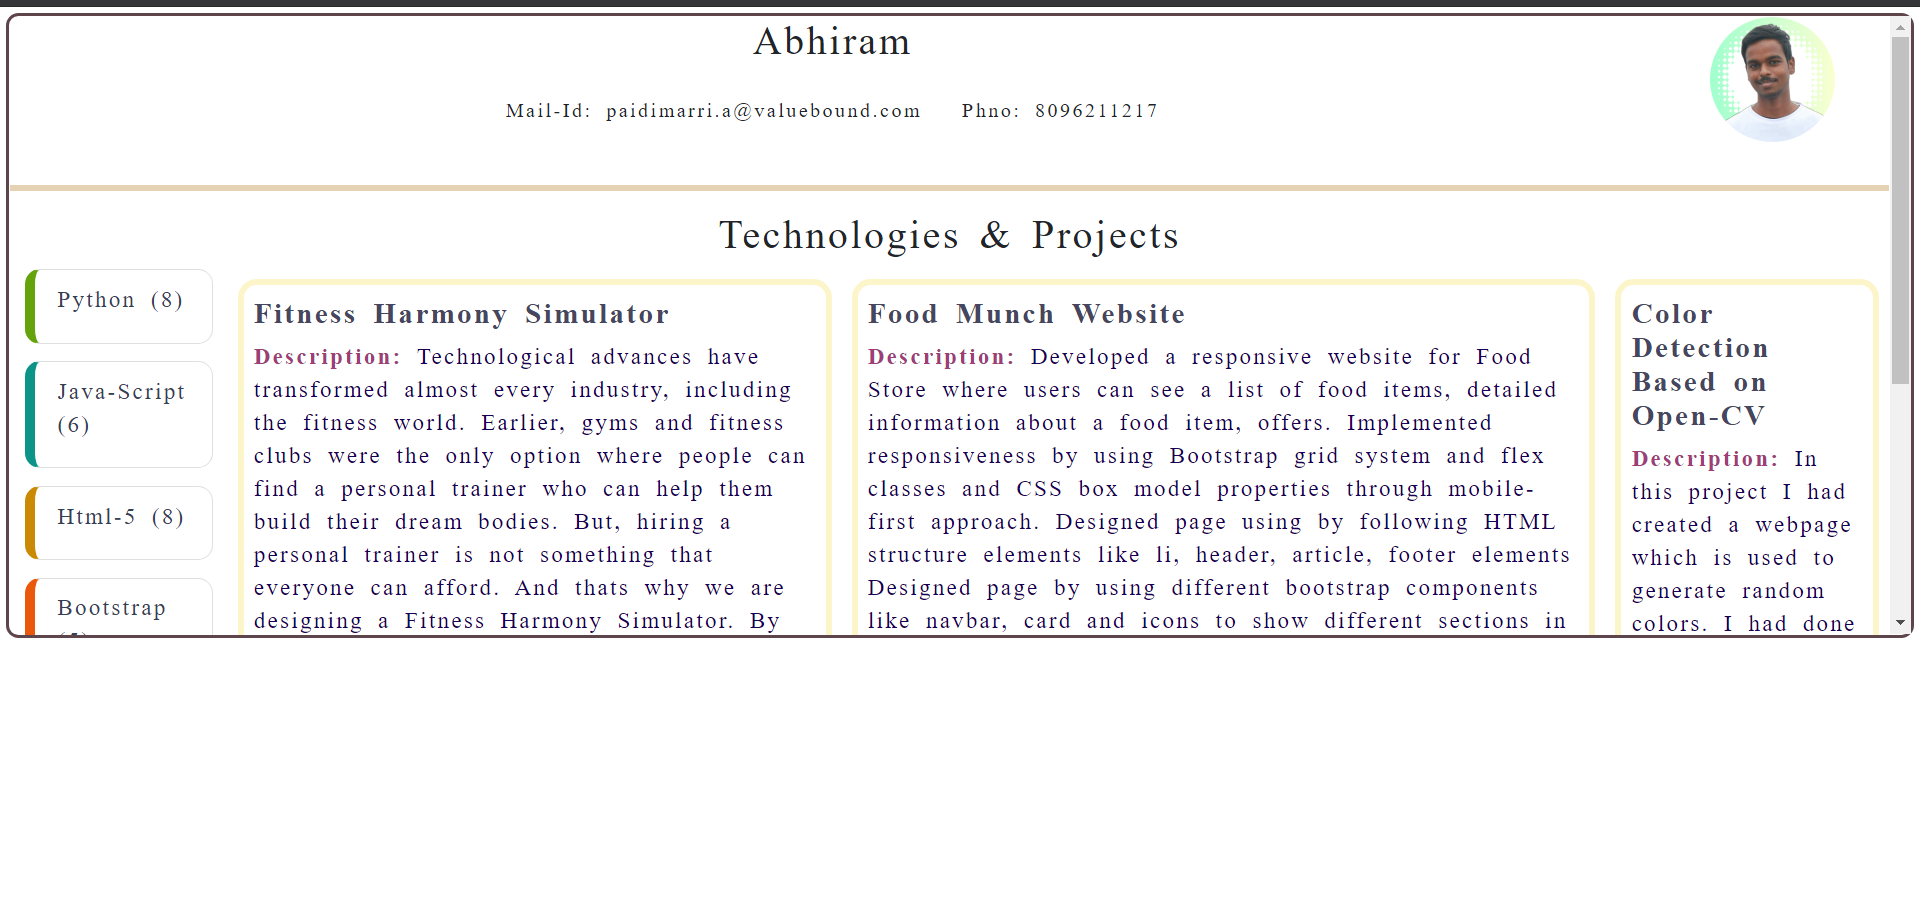 Abhiram
Mail-Id: paidimarri.a@valuebound.com Phno: 8096211217
Technologies & Projects
Python (8)
Java-Script
(6)
Html-5 (8)
Bootstrap
Fitness Harmony Simulator
Description: Technological advances have
transformed almost every industry, including
the fitness world. Earlier, gyms and fitness
clubs were the only option where people can
find a personal trainer who can help them
build their dream bodies. But, hiring a
personal trainer is not something that
everyone can afford. And thats why we are
designing a Fitness Harmony Simulator. By
Food Munch Website
Description: Developed a responsive website for Food
Store where users can see a list of food items, detailed
information about a food item, offers. Implemented
responsiveness by using Bootstrap grid system and flex
classes and CSS box model properties through mobile-
first approach. Designed page using by following HTML
structure elements like li, header, article, footer elements
Designed page by using different bootstrap components
like navbar, card and icons to show different sections in
Color
Detection
Based on
Open-CV
Description: In
this project I had
created a webpage
which is used to
generate random
colors. I had done